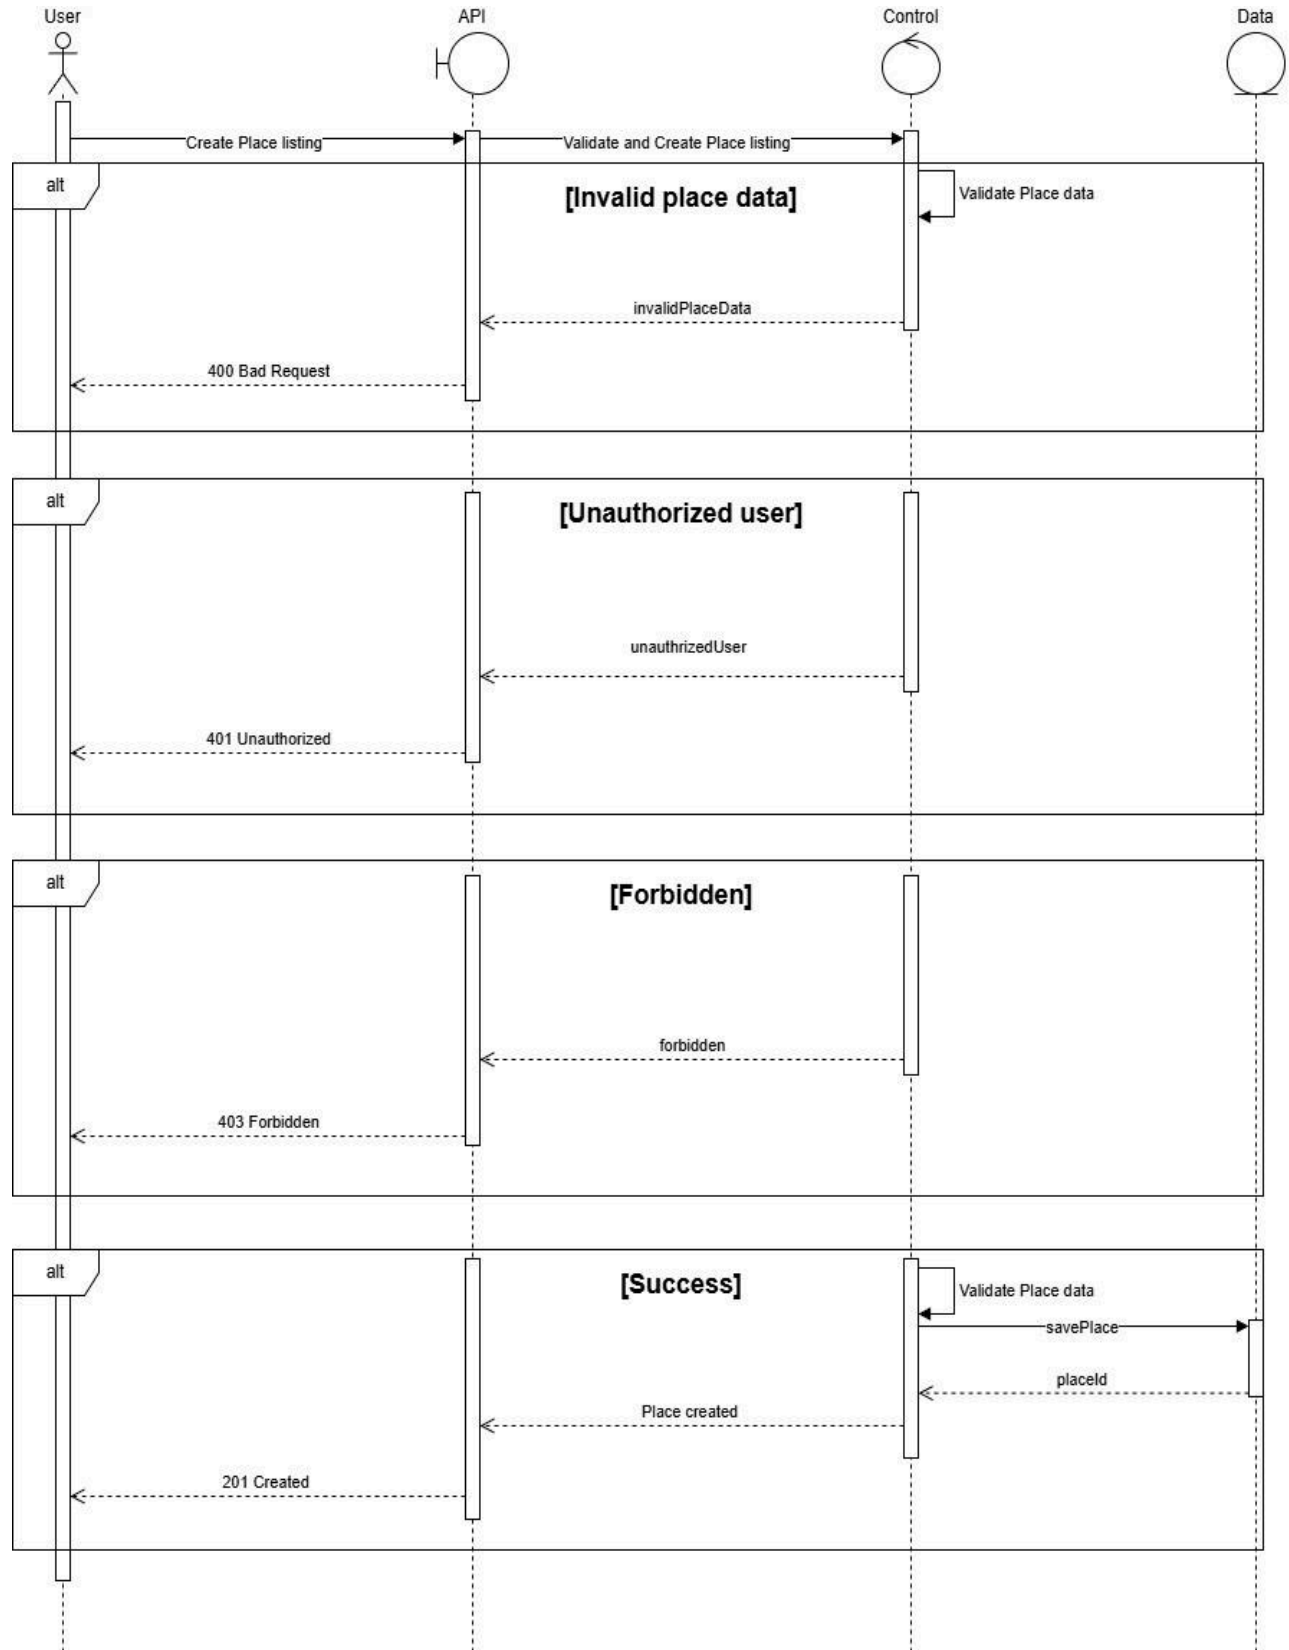 User
API
Control
Data
Create Place listing
Validate and Create Place listing
alt
[Invalid place data]
Validate Place data
invalidPlaceData
400 Bad Request
alt
[Unauthorized user]
unauthrizedUser
401 Unauthorized
alt
[Forbidden]
forbidden
403 Forbidden
alt
[Success]
Validate Place data
savePlace
placeId
Place created
201 Created